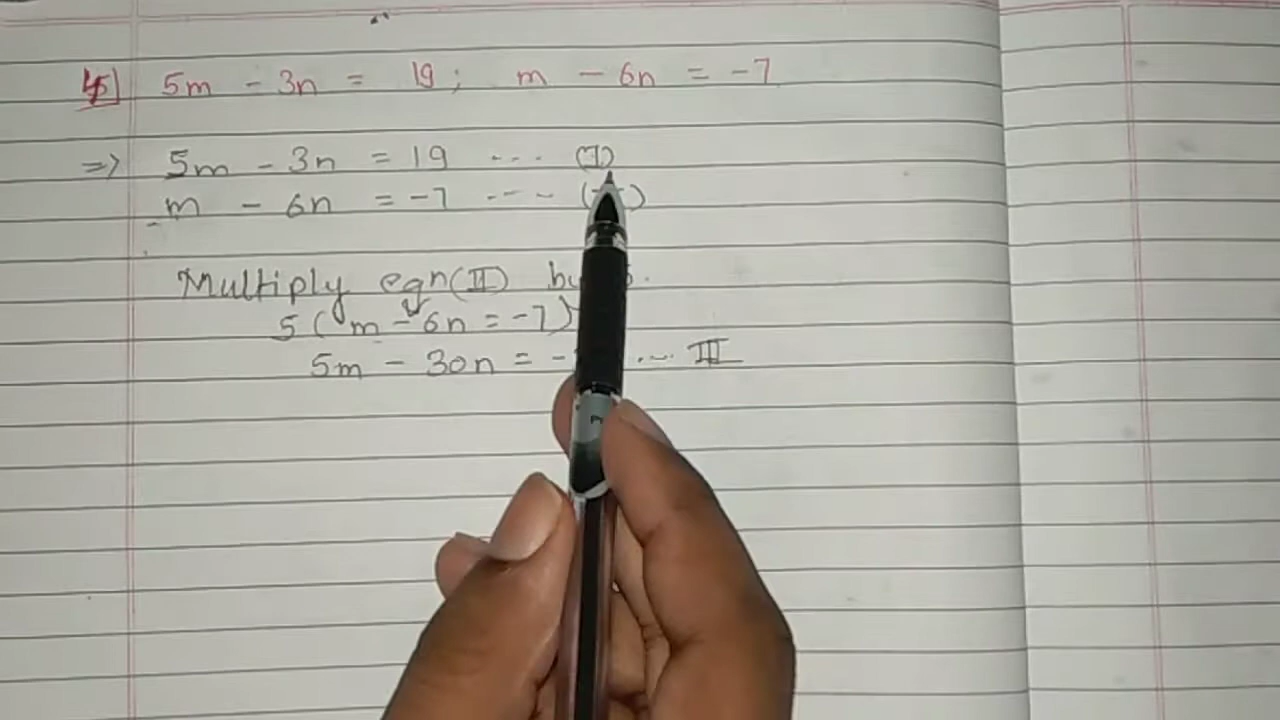 4] 5m - 3n = 19; m - 6n = -7
=> 5m - 3n = 19 ... (I)
m - 6n = -7 ---
Multiply eqn(II)
5(m - 6n = -7)
5m - 30n = - ... III